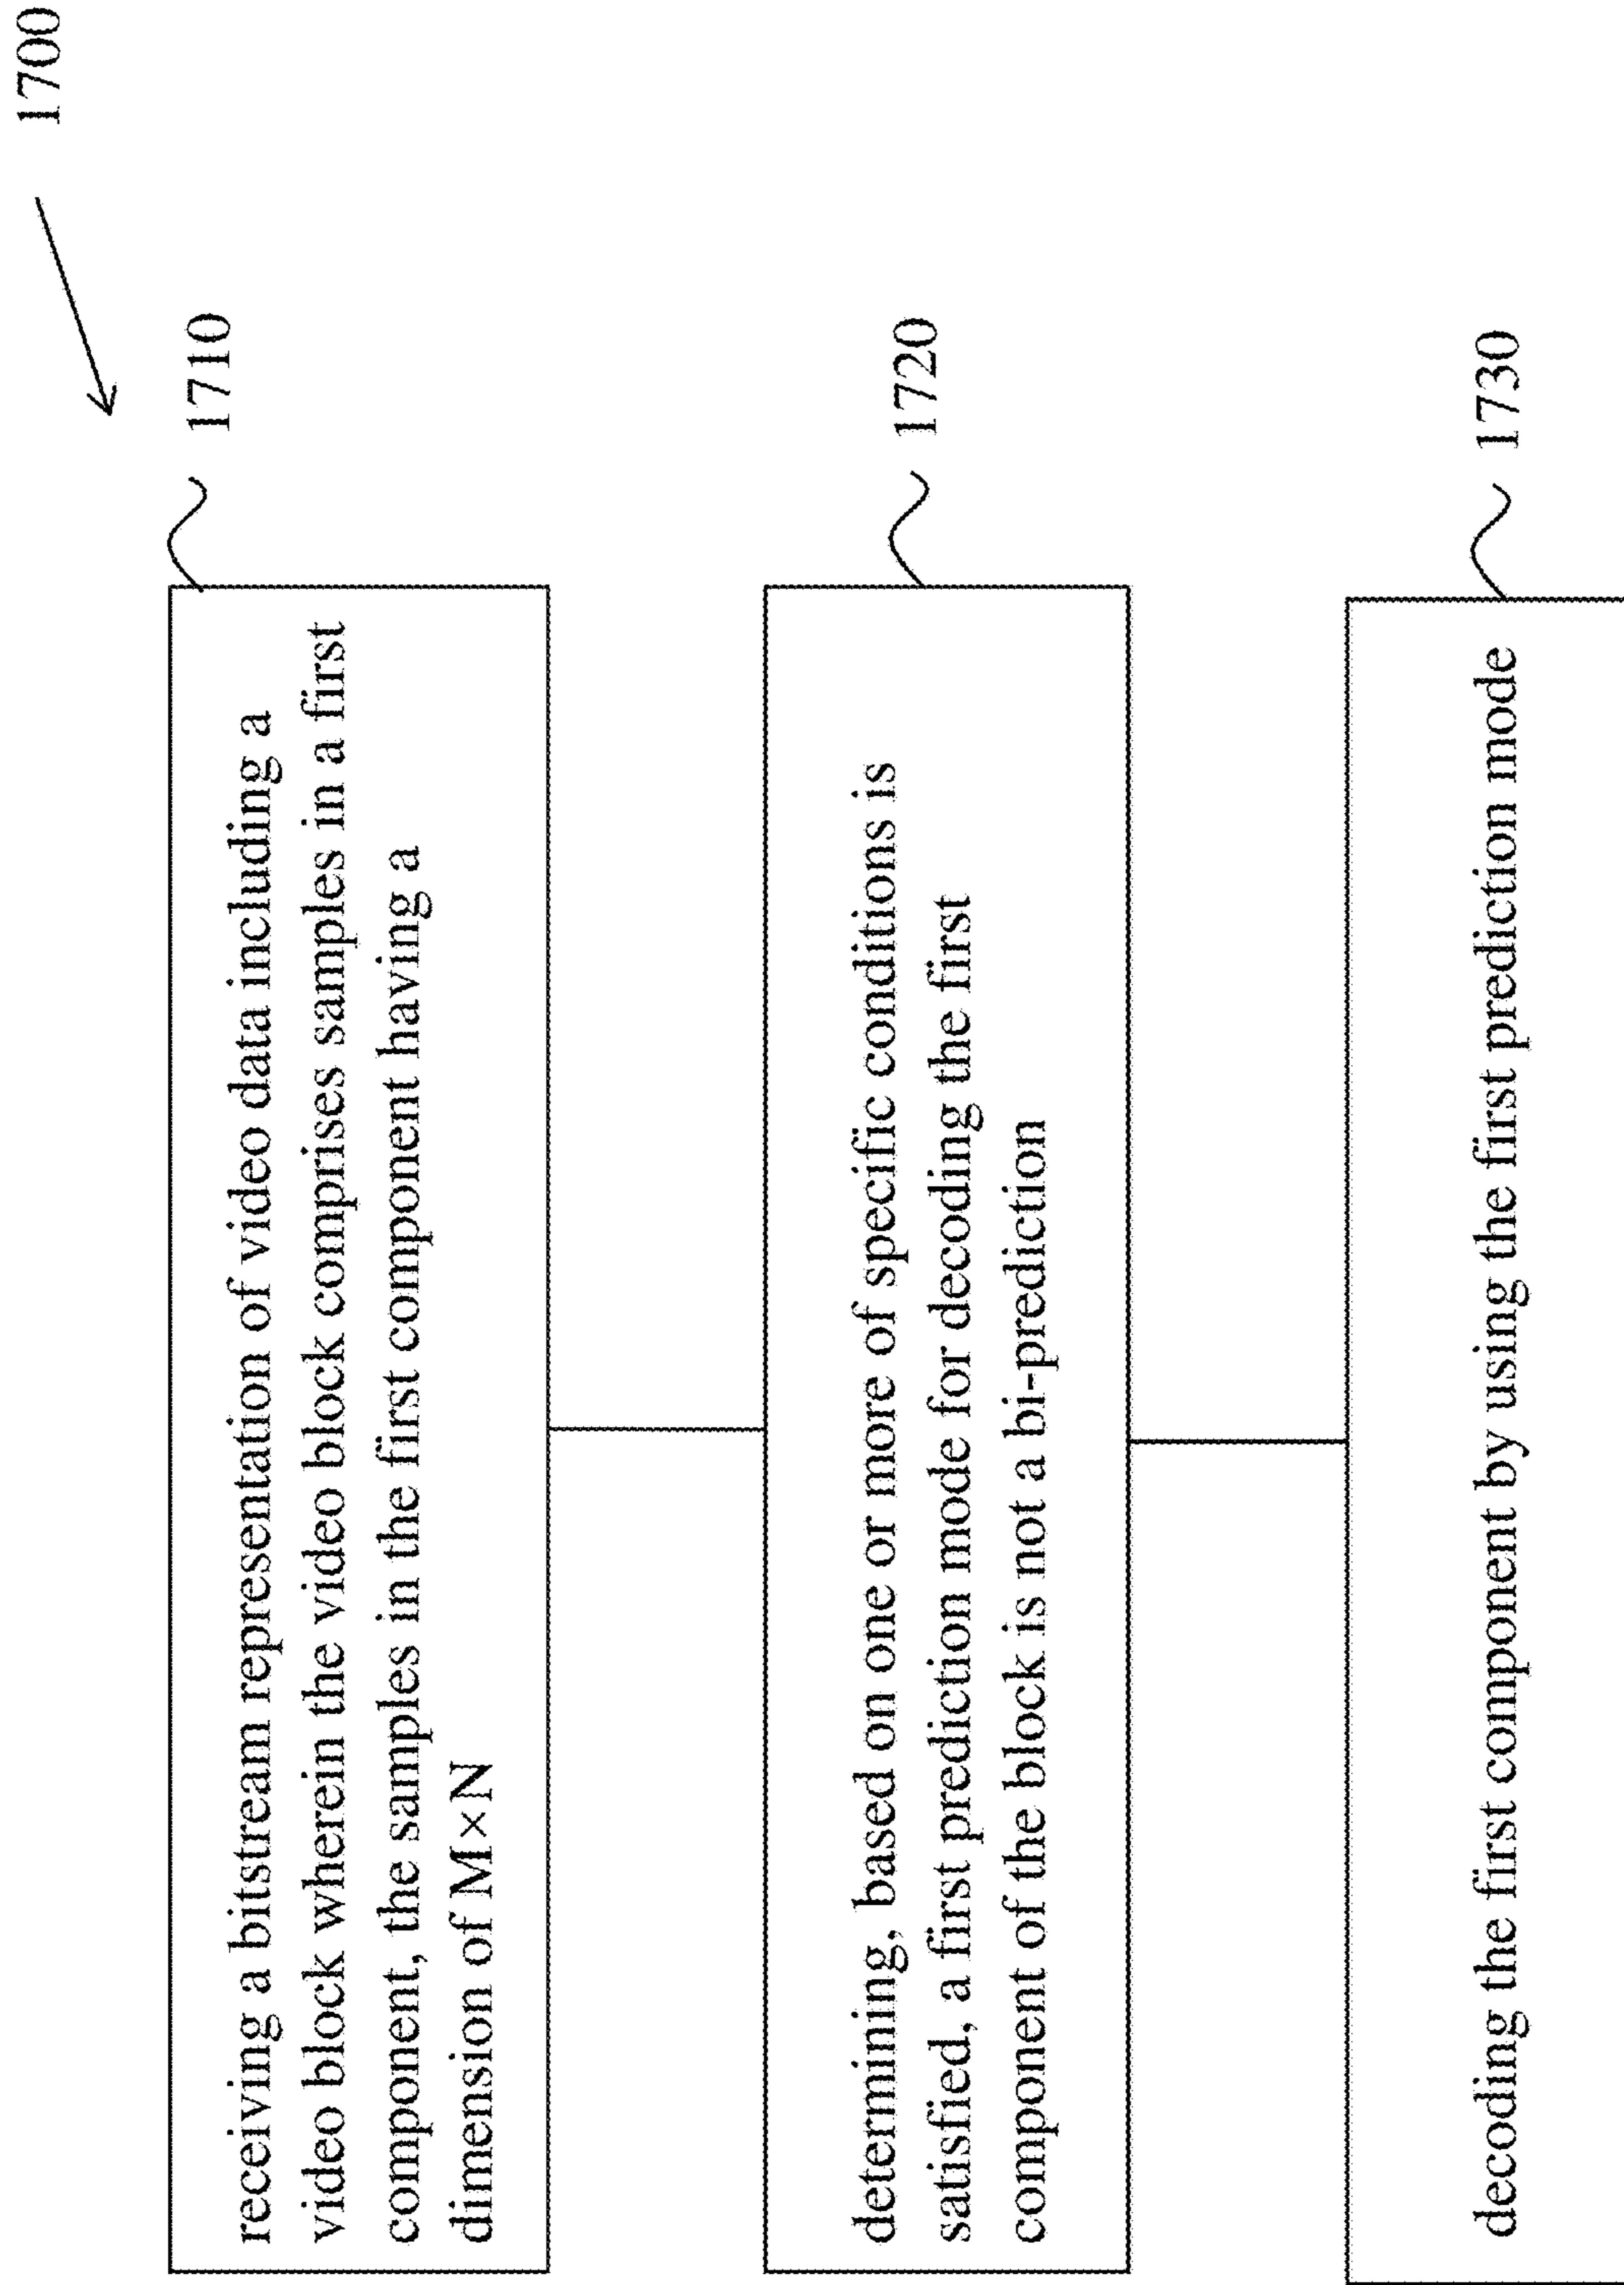 1700
receiving a bitstream representation of video data including a
video block wherein the video block comprises samples in a first
component, the samples in the first component having a
dimension of M×N
1710
determining, based on one or more of specific conditions is
satisfied, a first prediction mode for decoding the first
component of the block is not a bi-prediction
1720
decoding the first component by using the first prediction mode
1730